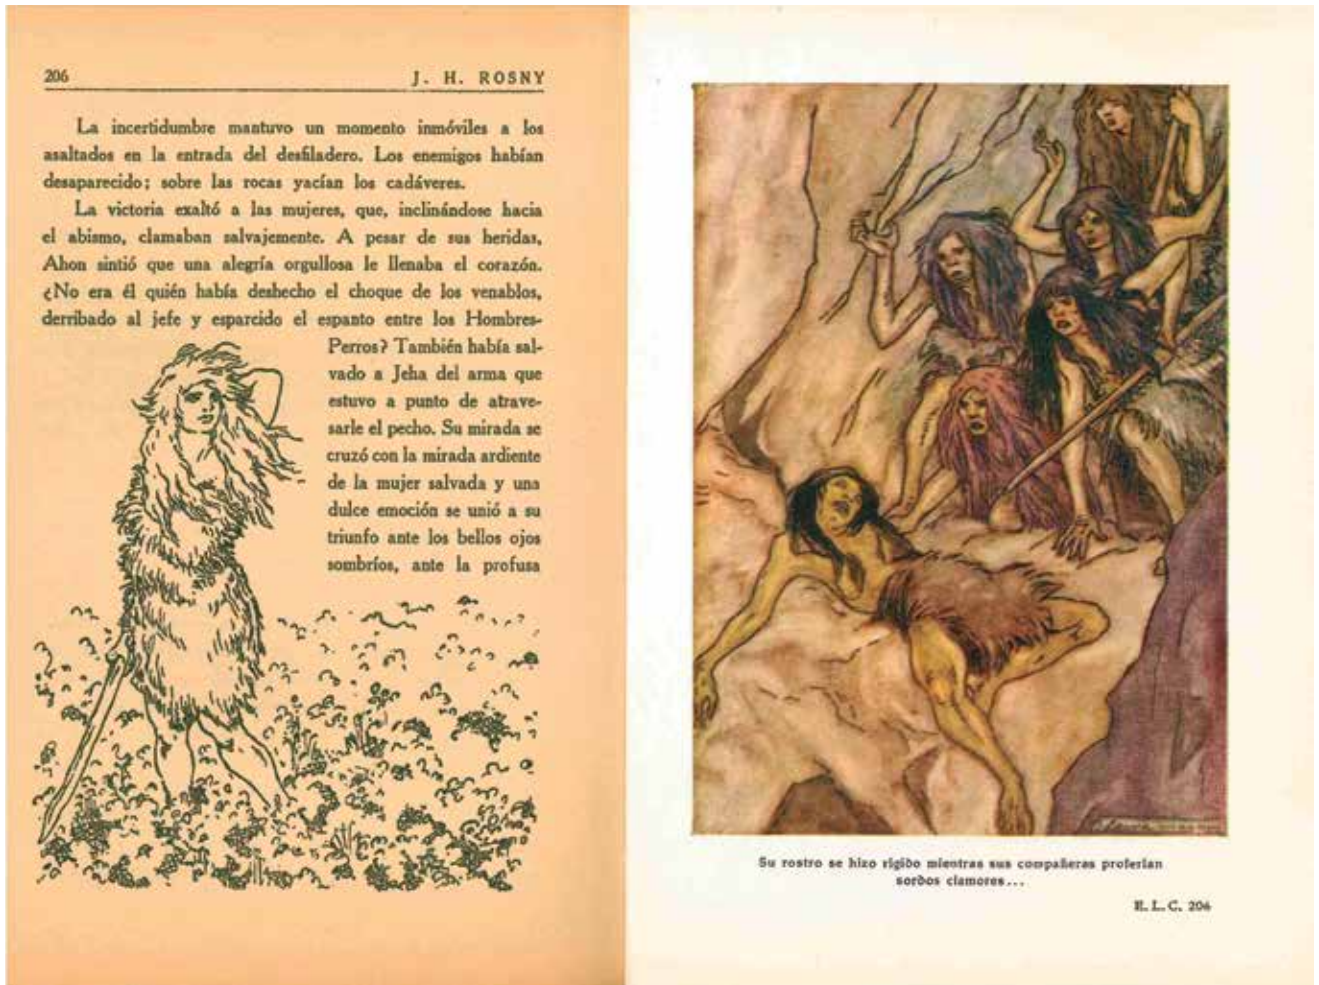 206
J. H. ROSNY
La incertidumbre mantuvo un momento inmóviles a los
asaltados en la entrada del desfiladero. Los enemigos habían
desaparecido; sobre las rocas yacían los cadáveres.
La victoria exaltó a las mujeres, que, inclinándose hacia
el abismo, clamaban salvajemente. A pesar de sus heridas,
Ahon sintió que una alegría orgullosa le llenaba el corazón.
¿No era él quién había deshecho el choque de los venablos,
derribado al jefe y esparcido el espanto entre los Hombres-
Perros? También había sal-
vado a Jeha del arma que
estuvo a punto de atrave-
sarle el pecho. Su mirada se
cruzó con la mirada ardiente
de la mujer salvada y una
dulce emoción se unió a su
triunfo ante los bellos ojos
sombríos, ante la profusa
Su rostro se hizo rígido mientras sus compañeras proferían
sordos clamores...
E. L. C. 206